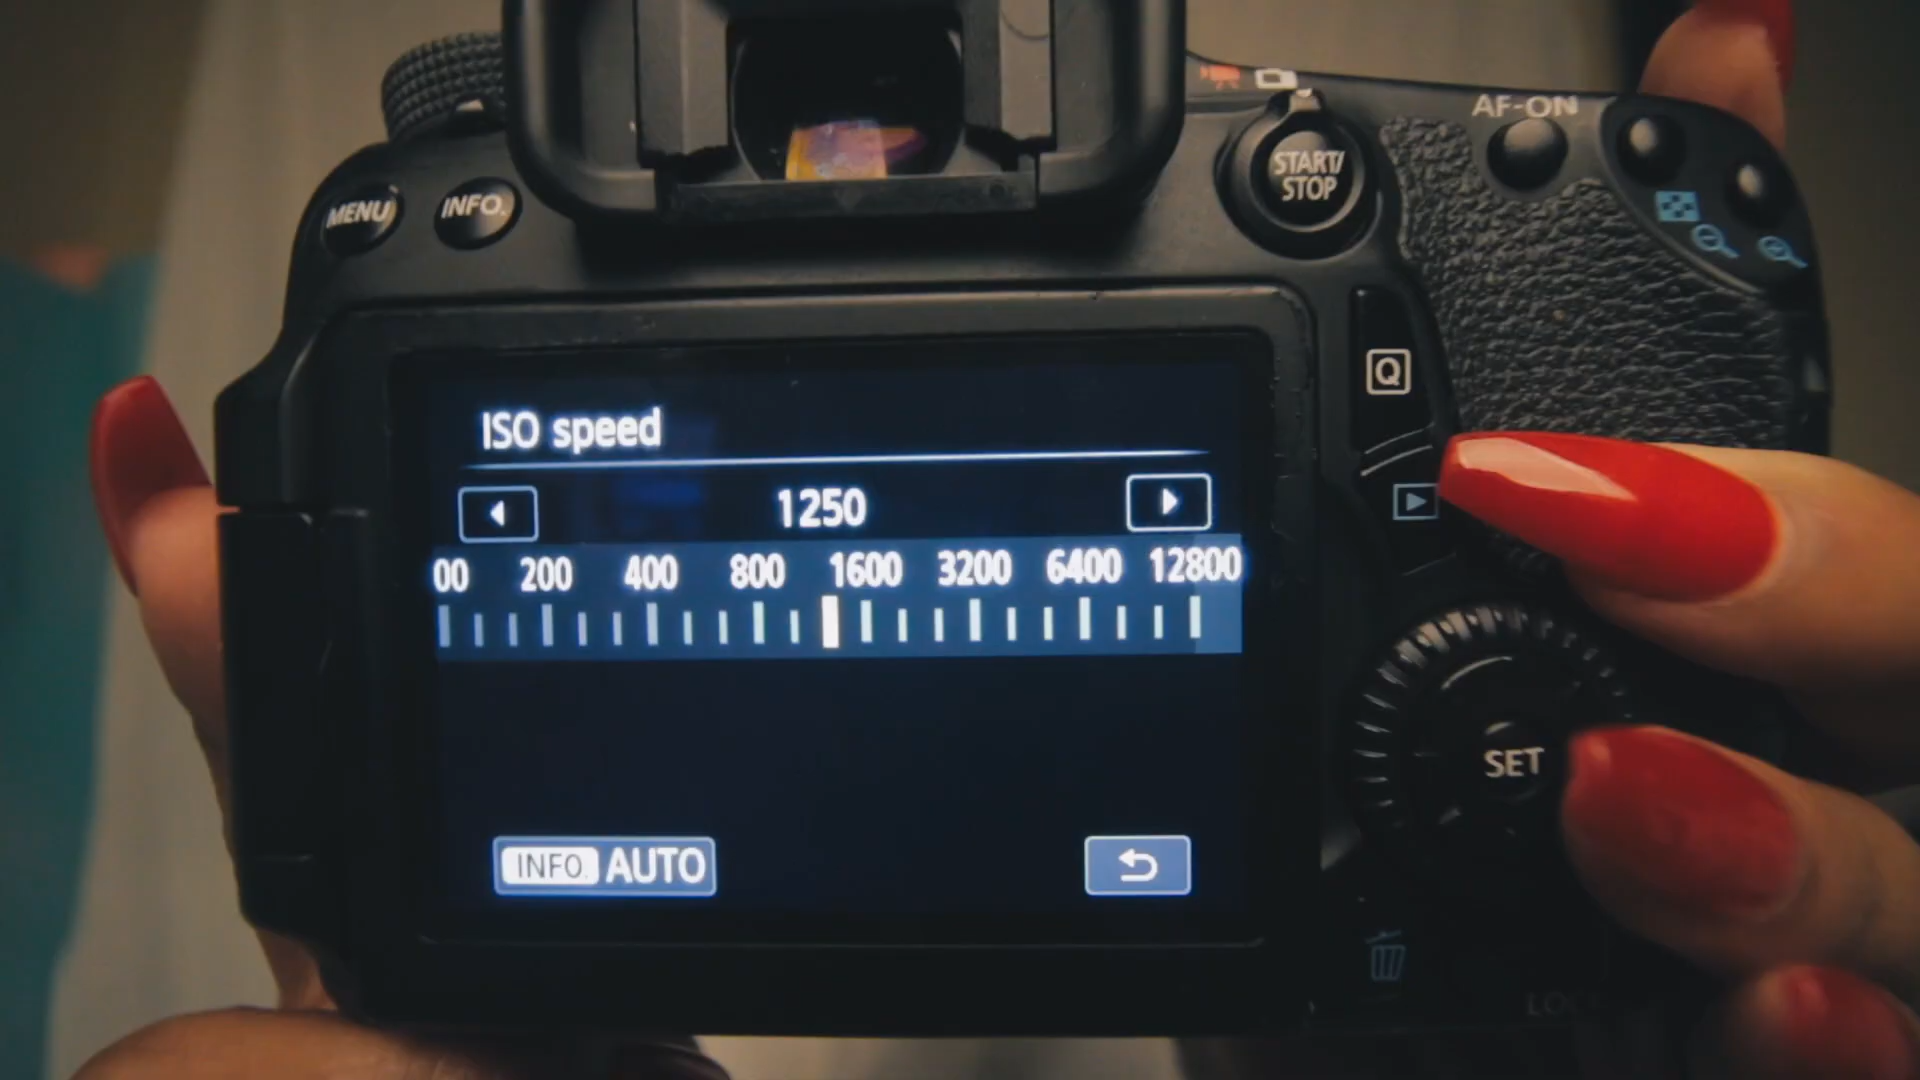 AF-ON
START/
STOP
MENU
INFO.
Q
ISO speed
1250
00 200 400 800 1600 3200 6400 12800
SET
INFO. AUTO